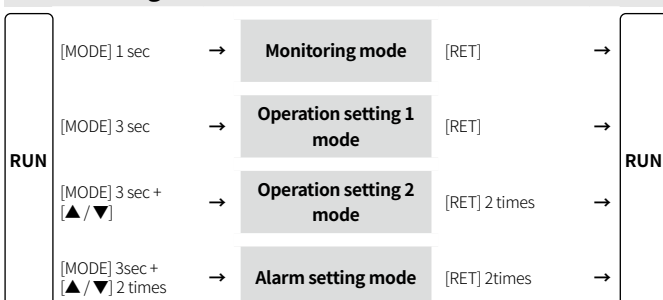 RUN
[MODE] 1 sec → Monitoring mode [RET] →
[MODE] 3 sec → Operation setting 1
mode [RET] →
[MODE] 3 sec +
[▲ / ▼] → Operation setting 2
mode [RET] 2 times →
[MODE] 3sec +
[▲ / ▼] 2 times → Alarm setting mode [RET] 2times →
RUN